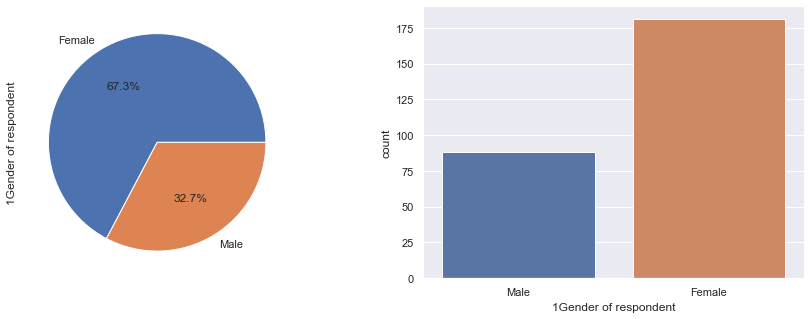 Female
67.3%
1Gender of respondent
32.7%
Male
175
150
125
100
count
75
50
25
0
Male
Female
1Gender of respondent